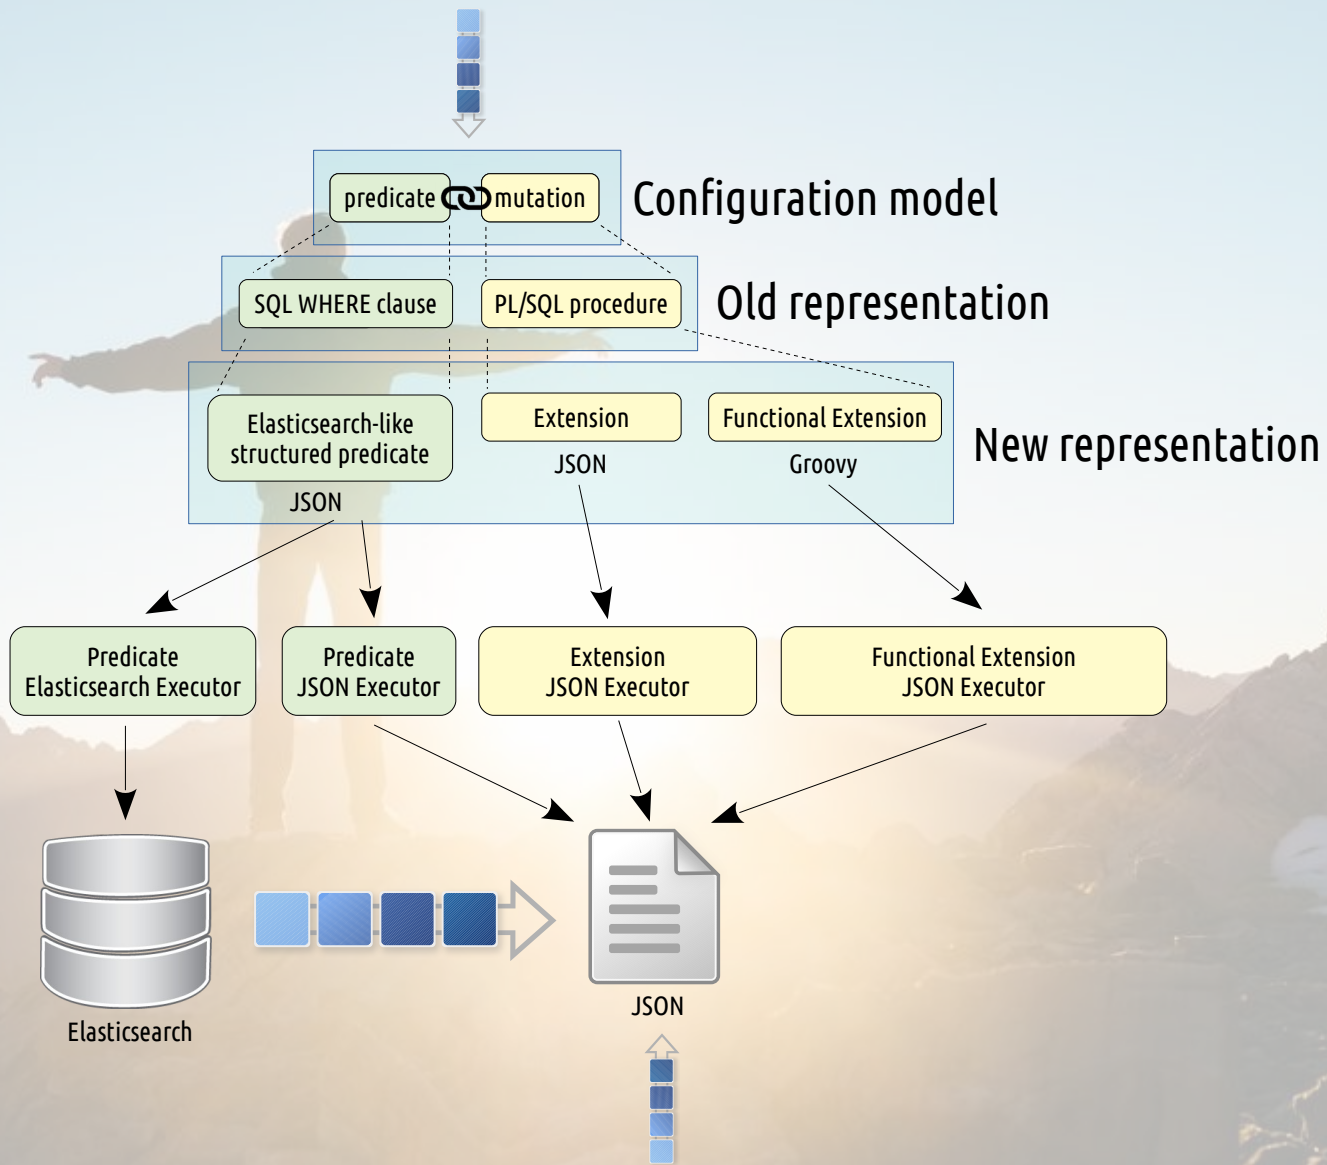 predicate
mutation
Configuration model
SQL WHERE clause
PL/SQL procedure
Old representation
Elasticsearch-like
structured predicate
JSON
Extension
JSON
Functional Extension
Groovy
New representation
Predicate
Elasticsearch Executor
Predicate
JSON Executor
Extension
JSON Executor
Functional Extension
JSON Executor
Elasticsearch
JSON